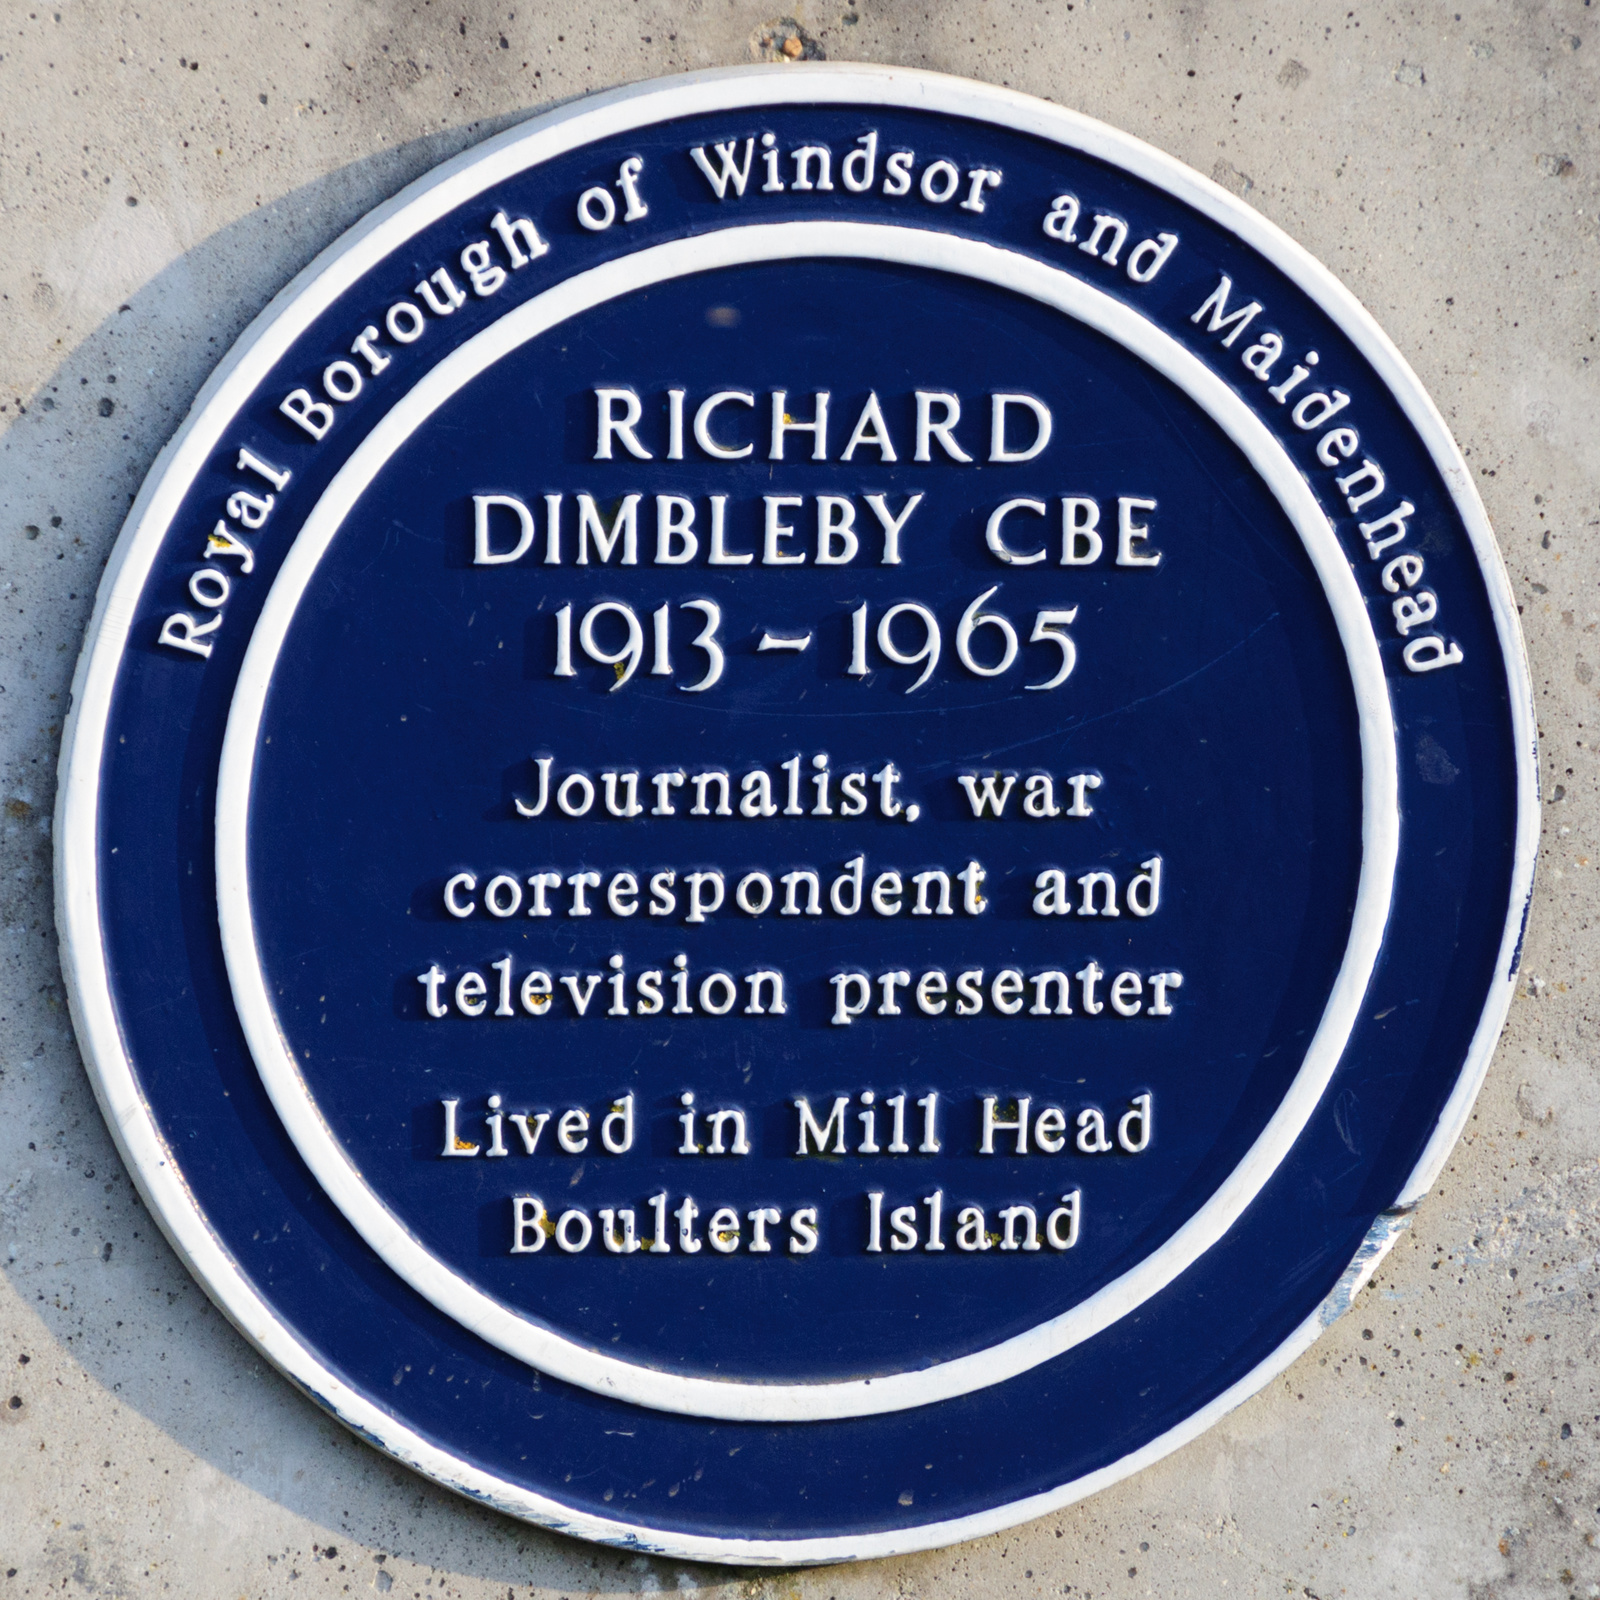 Royal Borough of Windsor and Maidenhead
RICHARD
DIMBLEBY CBE
1913 – 1965
Journalist, war
correspondent and
television presenter
Lived in Mill Head
Boulters Island